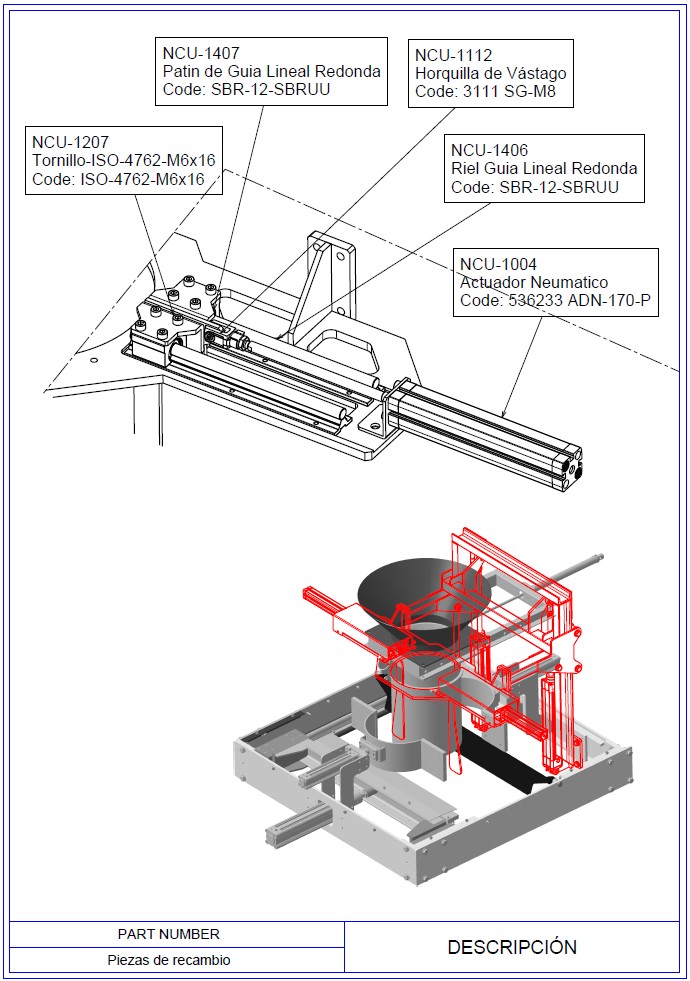 NCU-1407
Patin de Guia Lineal Redonda
Code: SBR-12-SBRUU
NCU-1112
Horquilla de Vástago
Code: 3111 SG-M8
NCU-1207
Tornillo-ISO-4762-M6x16
Code: ISO-4762-M6x16
NCU-1406
Riel Guia Lineal Redonda
Code: SBR-12-SBRUU
NCU-1004
Actuador Neumatico
Code: 536233 ADN-170-P
PART NUMBER
Piezas de recambio
DESCRIPCIÓN